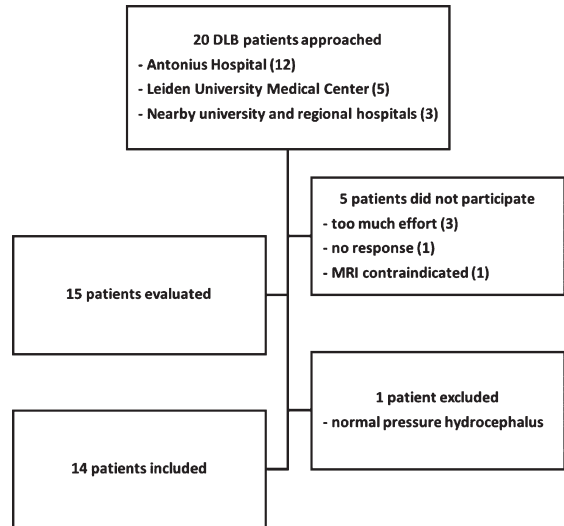 20 DLB patients approached
- Antonius Hospital (12)
- Leiden University Medical Center (5)
- Nearby university and regional hospitals (3)
5 patients did not participate
- too much effort (3)
- no response (1)
- MRI contraindicated (1)
15 patients evaluated
1 patient excluded
- normal pressure hydrocephalus
14 patients included